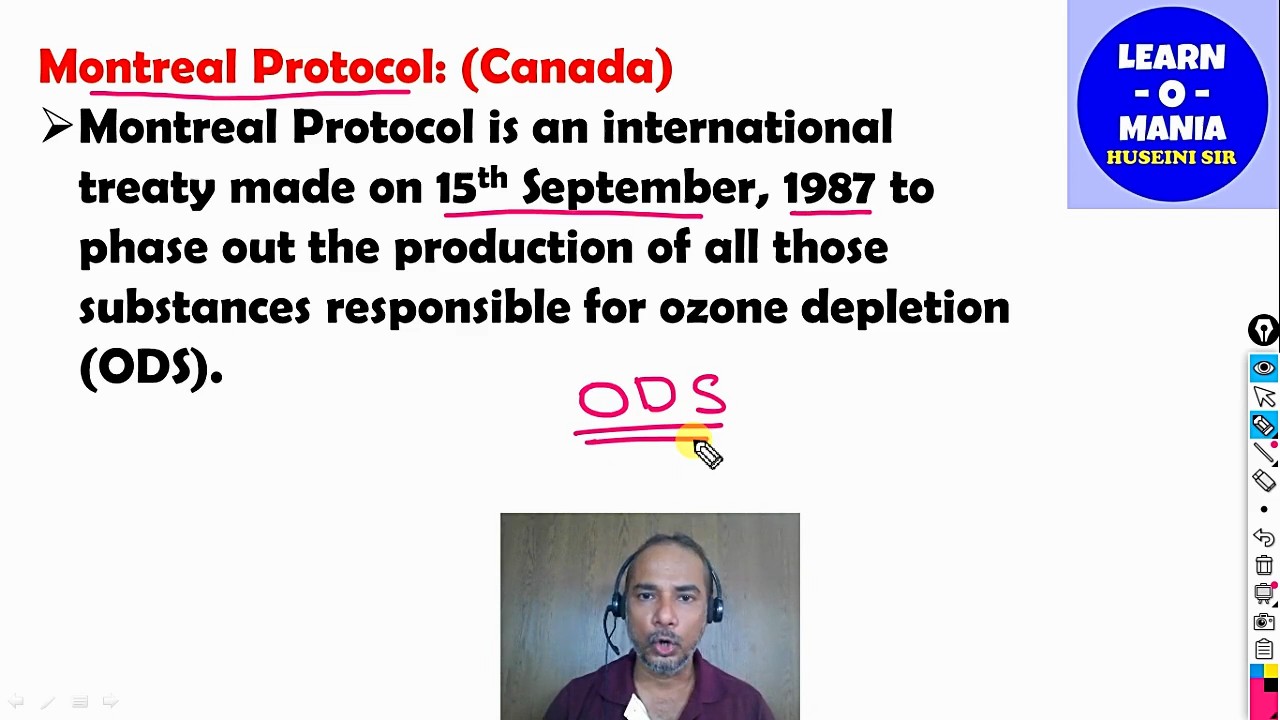 Montreal Protocol: (Canada)
Montreal Protocol is an international
treaty made on 15th September, 1987 to
phase out the production of all those
substances responsible for ozone depletion
(ODS).
ODS
LEARN
- O -
MANIA
HUSEINI SIR